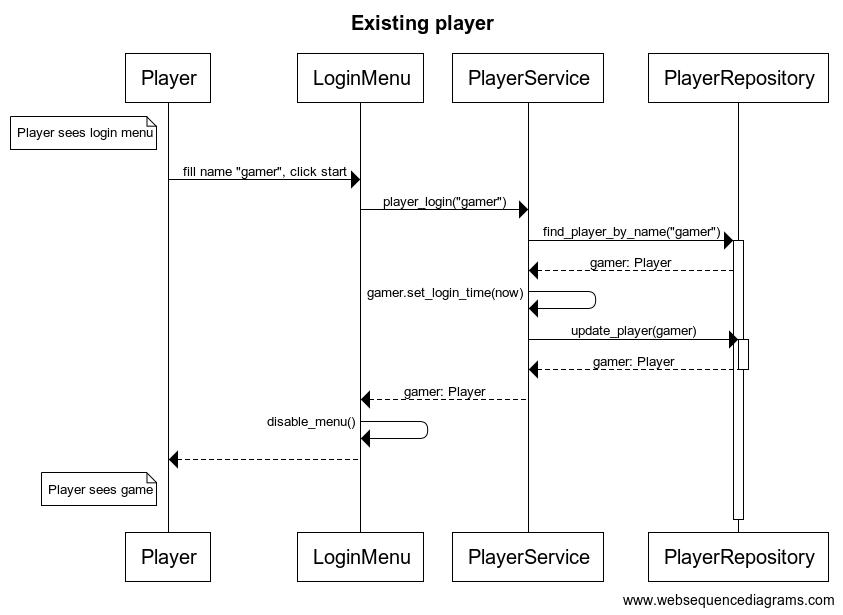 Existing player
Player
LoginMenu
PlayerService
PlayerRepository
Player sees login menu
fill name "gamer", click start
player_login("gamer")
find_player_by_name("gamer")
gamer: Player
gamer.set_login_time(now)
update_player(gamer)
gamer: Player
gamer: Player
disable_menu()
Player sees game
Player
LoginMenu
PlayerService
PlayerRepository
www.websequencediagrams.com